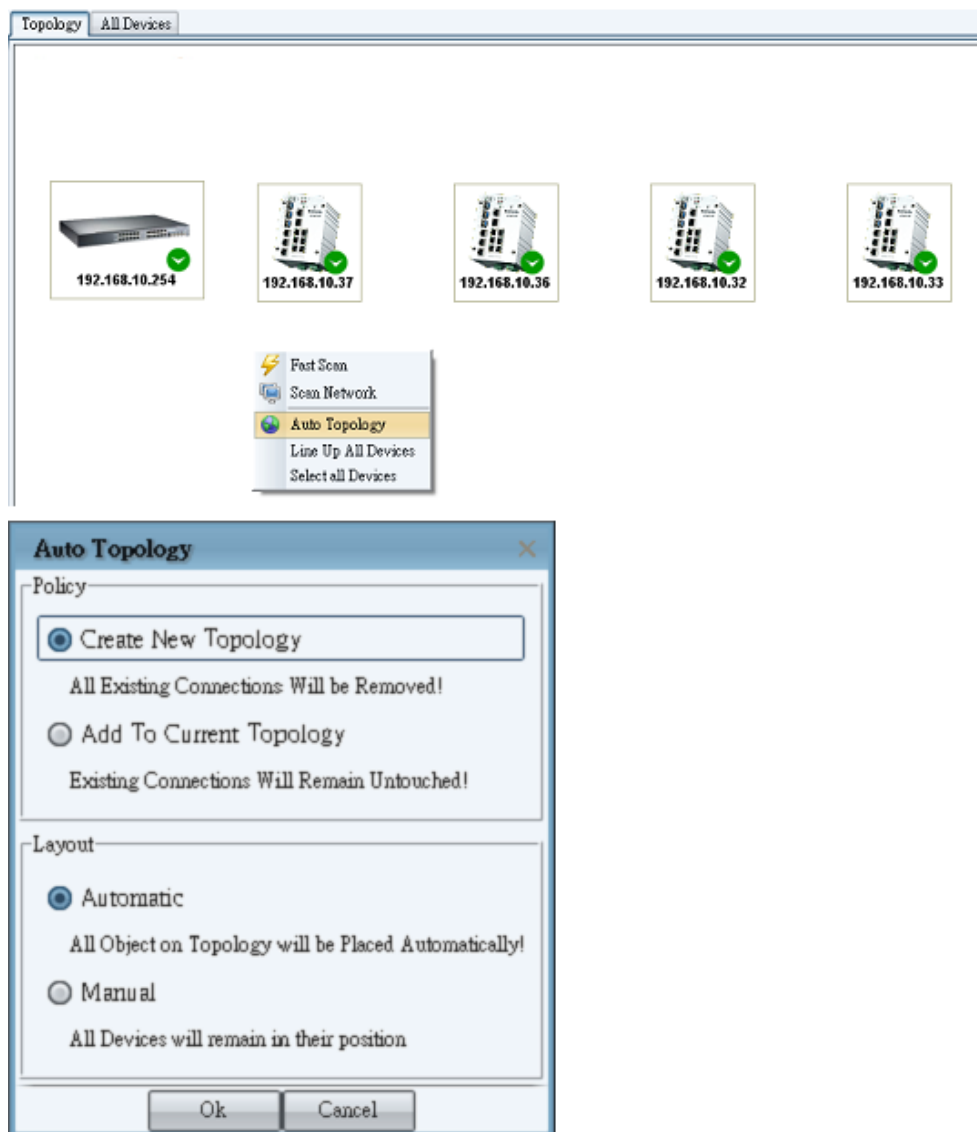 Topology All Devices
192.168.10.254 192.168.10.37 192.168.10.36 192.168.10.32 192.168.10.33
Fast Scan
Scan Network
Auto Topology
Line Up All Devices
Select all Devices
Auto Topology
Policy
Create New Topology
All Existing Connections Will be Removed!
Add To Current Topology
Existing Connections Will Remain Untouched!
Layout
Automatic
All Object on Topology will be Placed Automatically!
Manual
All Devices will remain in their position
Ok Cancel